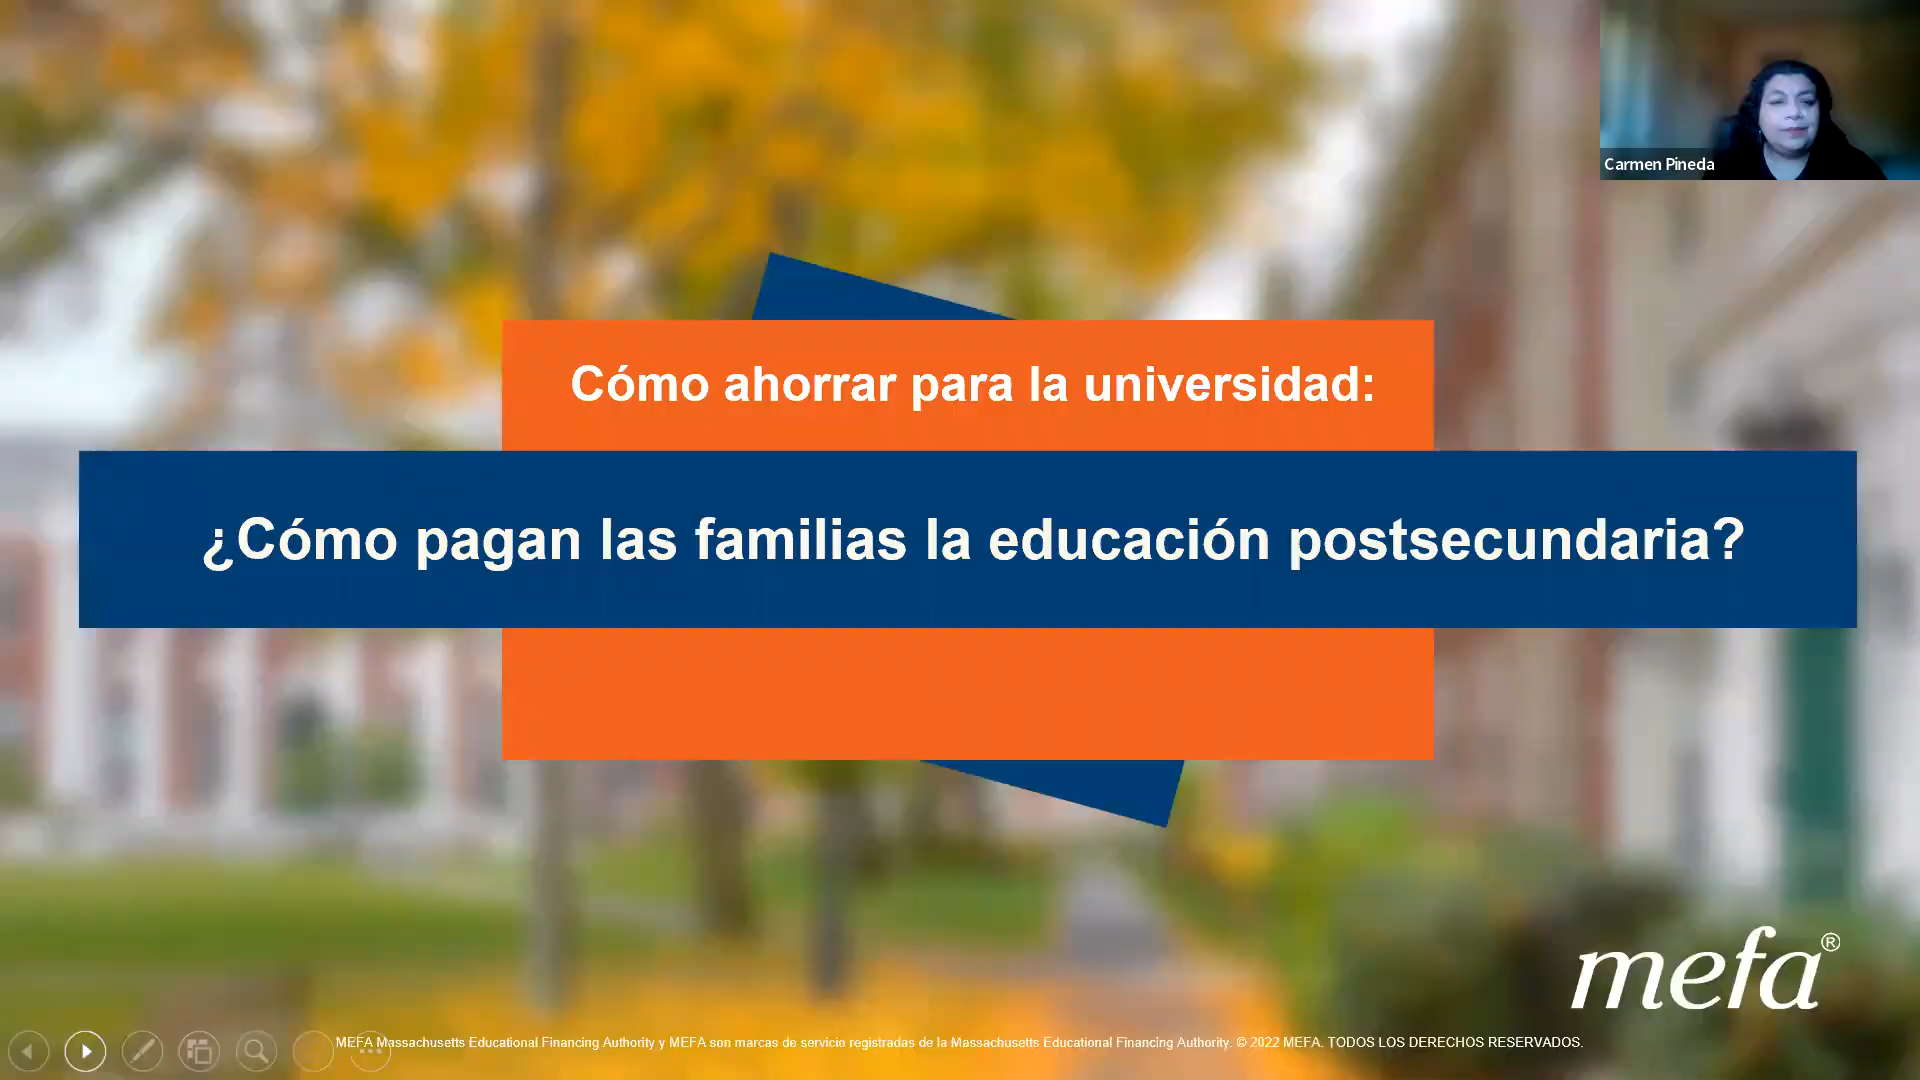 Carmen Pineda
Cómo ahorrar para la universidad:
¿Cómo pagan las familias la educación postsecundaria?
mefa®
MEFA Massachusetts Educational Financing Authority y MEFA son marcas de servicio registradas de la Massachusetts Educational Financing Authority. © 2022 MEFA. TODOS LOS DERECHOS RESERVADOS.